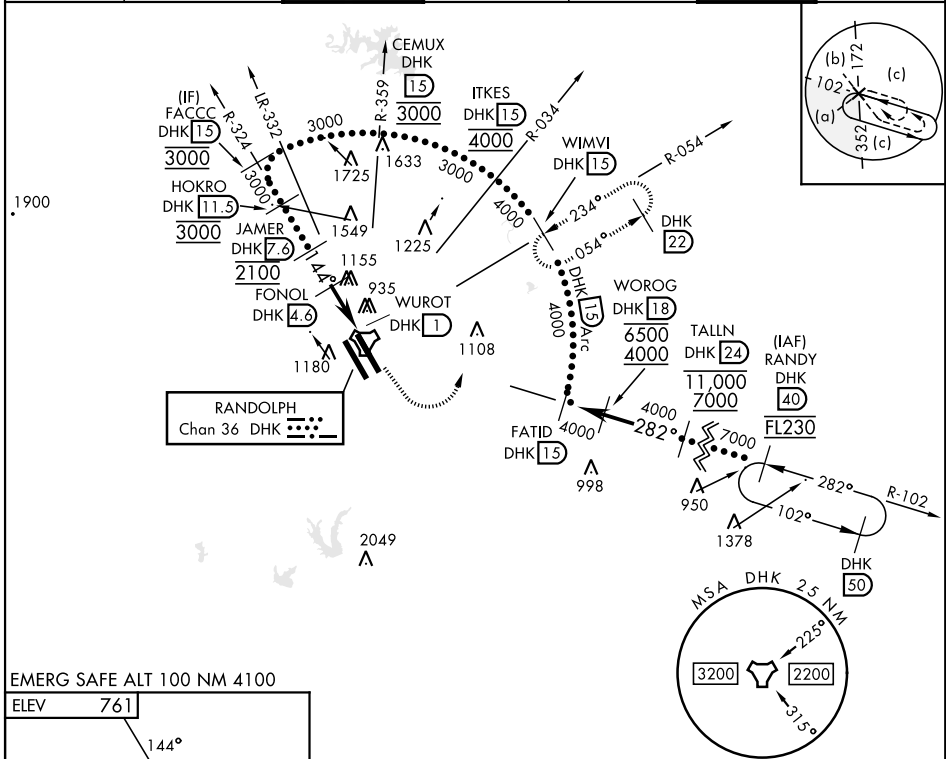 CEMUX
DHK
15
3000
R-359
ITKES
DHK 15
4000
R-034
WIMVI
DHK 15
R-054
(IF)
FACCC
DHK 15
3000
R-324
LR-332
3000
3000
3000
4000
1725
1633
HOKRO
DHK 11.5
3000
1549
1225
234°
054°
DHK
22
1900
JAMER
DHK 7.6
2100
144°
1155
935
FONOL
DHK 4.6
WUROT
DHK 1
1180
1108
DHK 15 Arc
4000
WOROG
DHK 18
6500
4000
TALLN
DHK 24
11,000
7000
(IAF)
RANDY
DHK
40
FL230
RANDOLPH
Chan 36 DHK
FATID
DHK 15
4000
4000
282°
7000
998
950
1378
282°
102°
R-102
DHK
50
2049
(b)
172
102
(c)
(a)
352
(c)
MSA DHK 25 NM
225°
3200
2200
315°
EMERG SAFE ALT 100 NM 4100
ELEV 761
144°